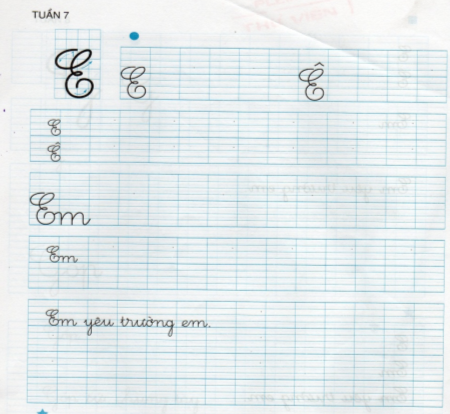 TUẦN 7
E E Ê
E
Ê
Em
Em
Em yêu trường em.